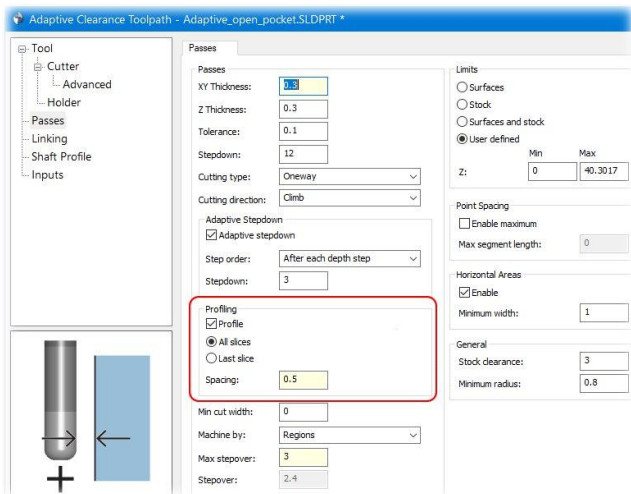 Adaptive Clearance Toolpath - Adaptive_open_pocket.SLDPRT *
Tool
Cutter
Advanced
Holder
Passes
Linking
Shaft Profile
Inputs
Passes
Passes
XY Thickness: 0.3
Z Thickness: 0.3
Tolerance: 0.1
Stepdown: 12
Cutting type: Oneway
Cutting direction: Climb
Adaptive Stepdown
Adaptive stepdown
Step order: After each depth step
Stepdown: 3
Profiling
Profile
All slices
Last slice
Spacing: 0.5
Min cut width: 0
Machine by: Regions
Max stepover: 3
Stepover: 2.4
Limits
Surfaces
Stock
Surfaces and stock
User defined
Min Max
Z: 0 40.3017
Point Spacing
Enable maximum
Max segment length: 0
Horizontal Areas
Enable
Minimum width: 1
General
Stock clearance: 3
Minimum radius: 0.8